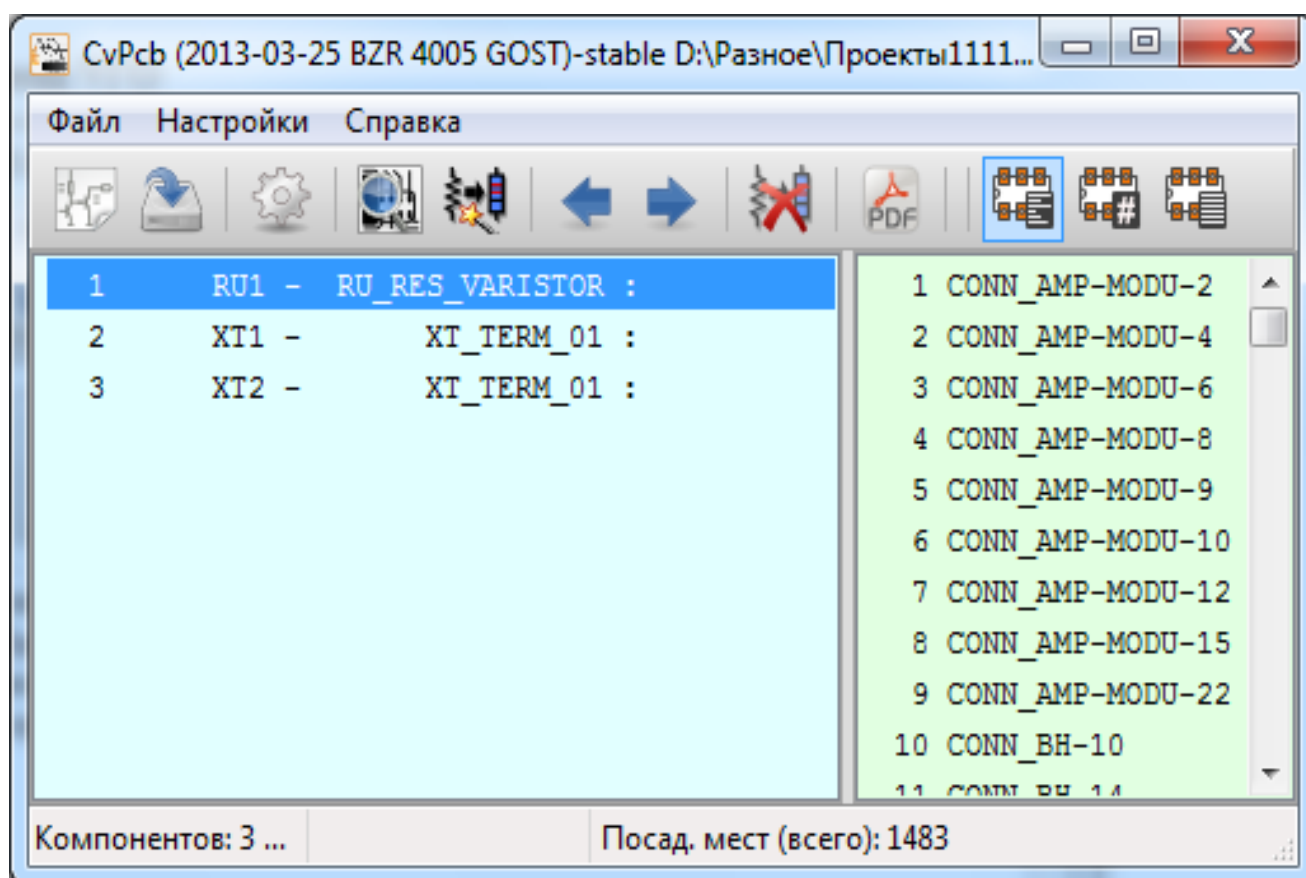 CvPcb (2013-03-25 BZR 4005 GOST)-stable D:\Разное\Проекты1111...
Файл Настройки Справка
PDF #
1 RU1 - RU_RES_VARISTOR :
2 XT1 - XT_TERM_01 :
3 XT2 - XT_TERM_01 :
1 CONN_AMP-MODU-2
2 CONN_AMP-MODU-4
3 CONN_AMP-MODU-6
4 CONN_AMP-MODU-8
5 CONN_AMP-MODU-9
6 CONN_AMP-MODU-10
7 CONN_AMP-MODU-12
8 CONN_AMP-MODU-15
9 CONN_AMP-MODU-22
10 CONN_BH-10
11 CONN_BH-14
Компонентов: 3 ... Посад. мест (всего): 1483